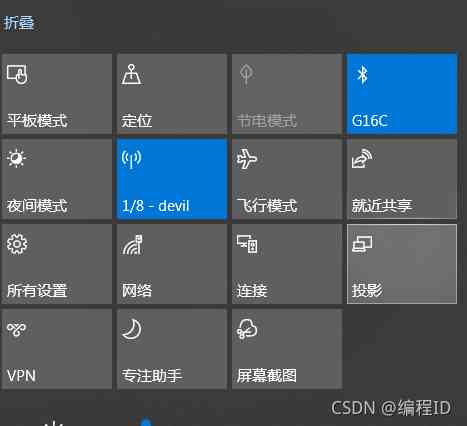 折叠
平板模式
定位
节电模式
G16C
夜间模式
1/8 - devil
飞行模式
就近共享
所有设置
网络
连接
投影
VPN
专注助手
屏幕截图
CSDN @编程ID